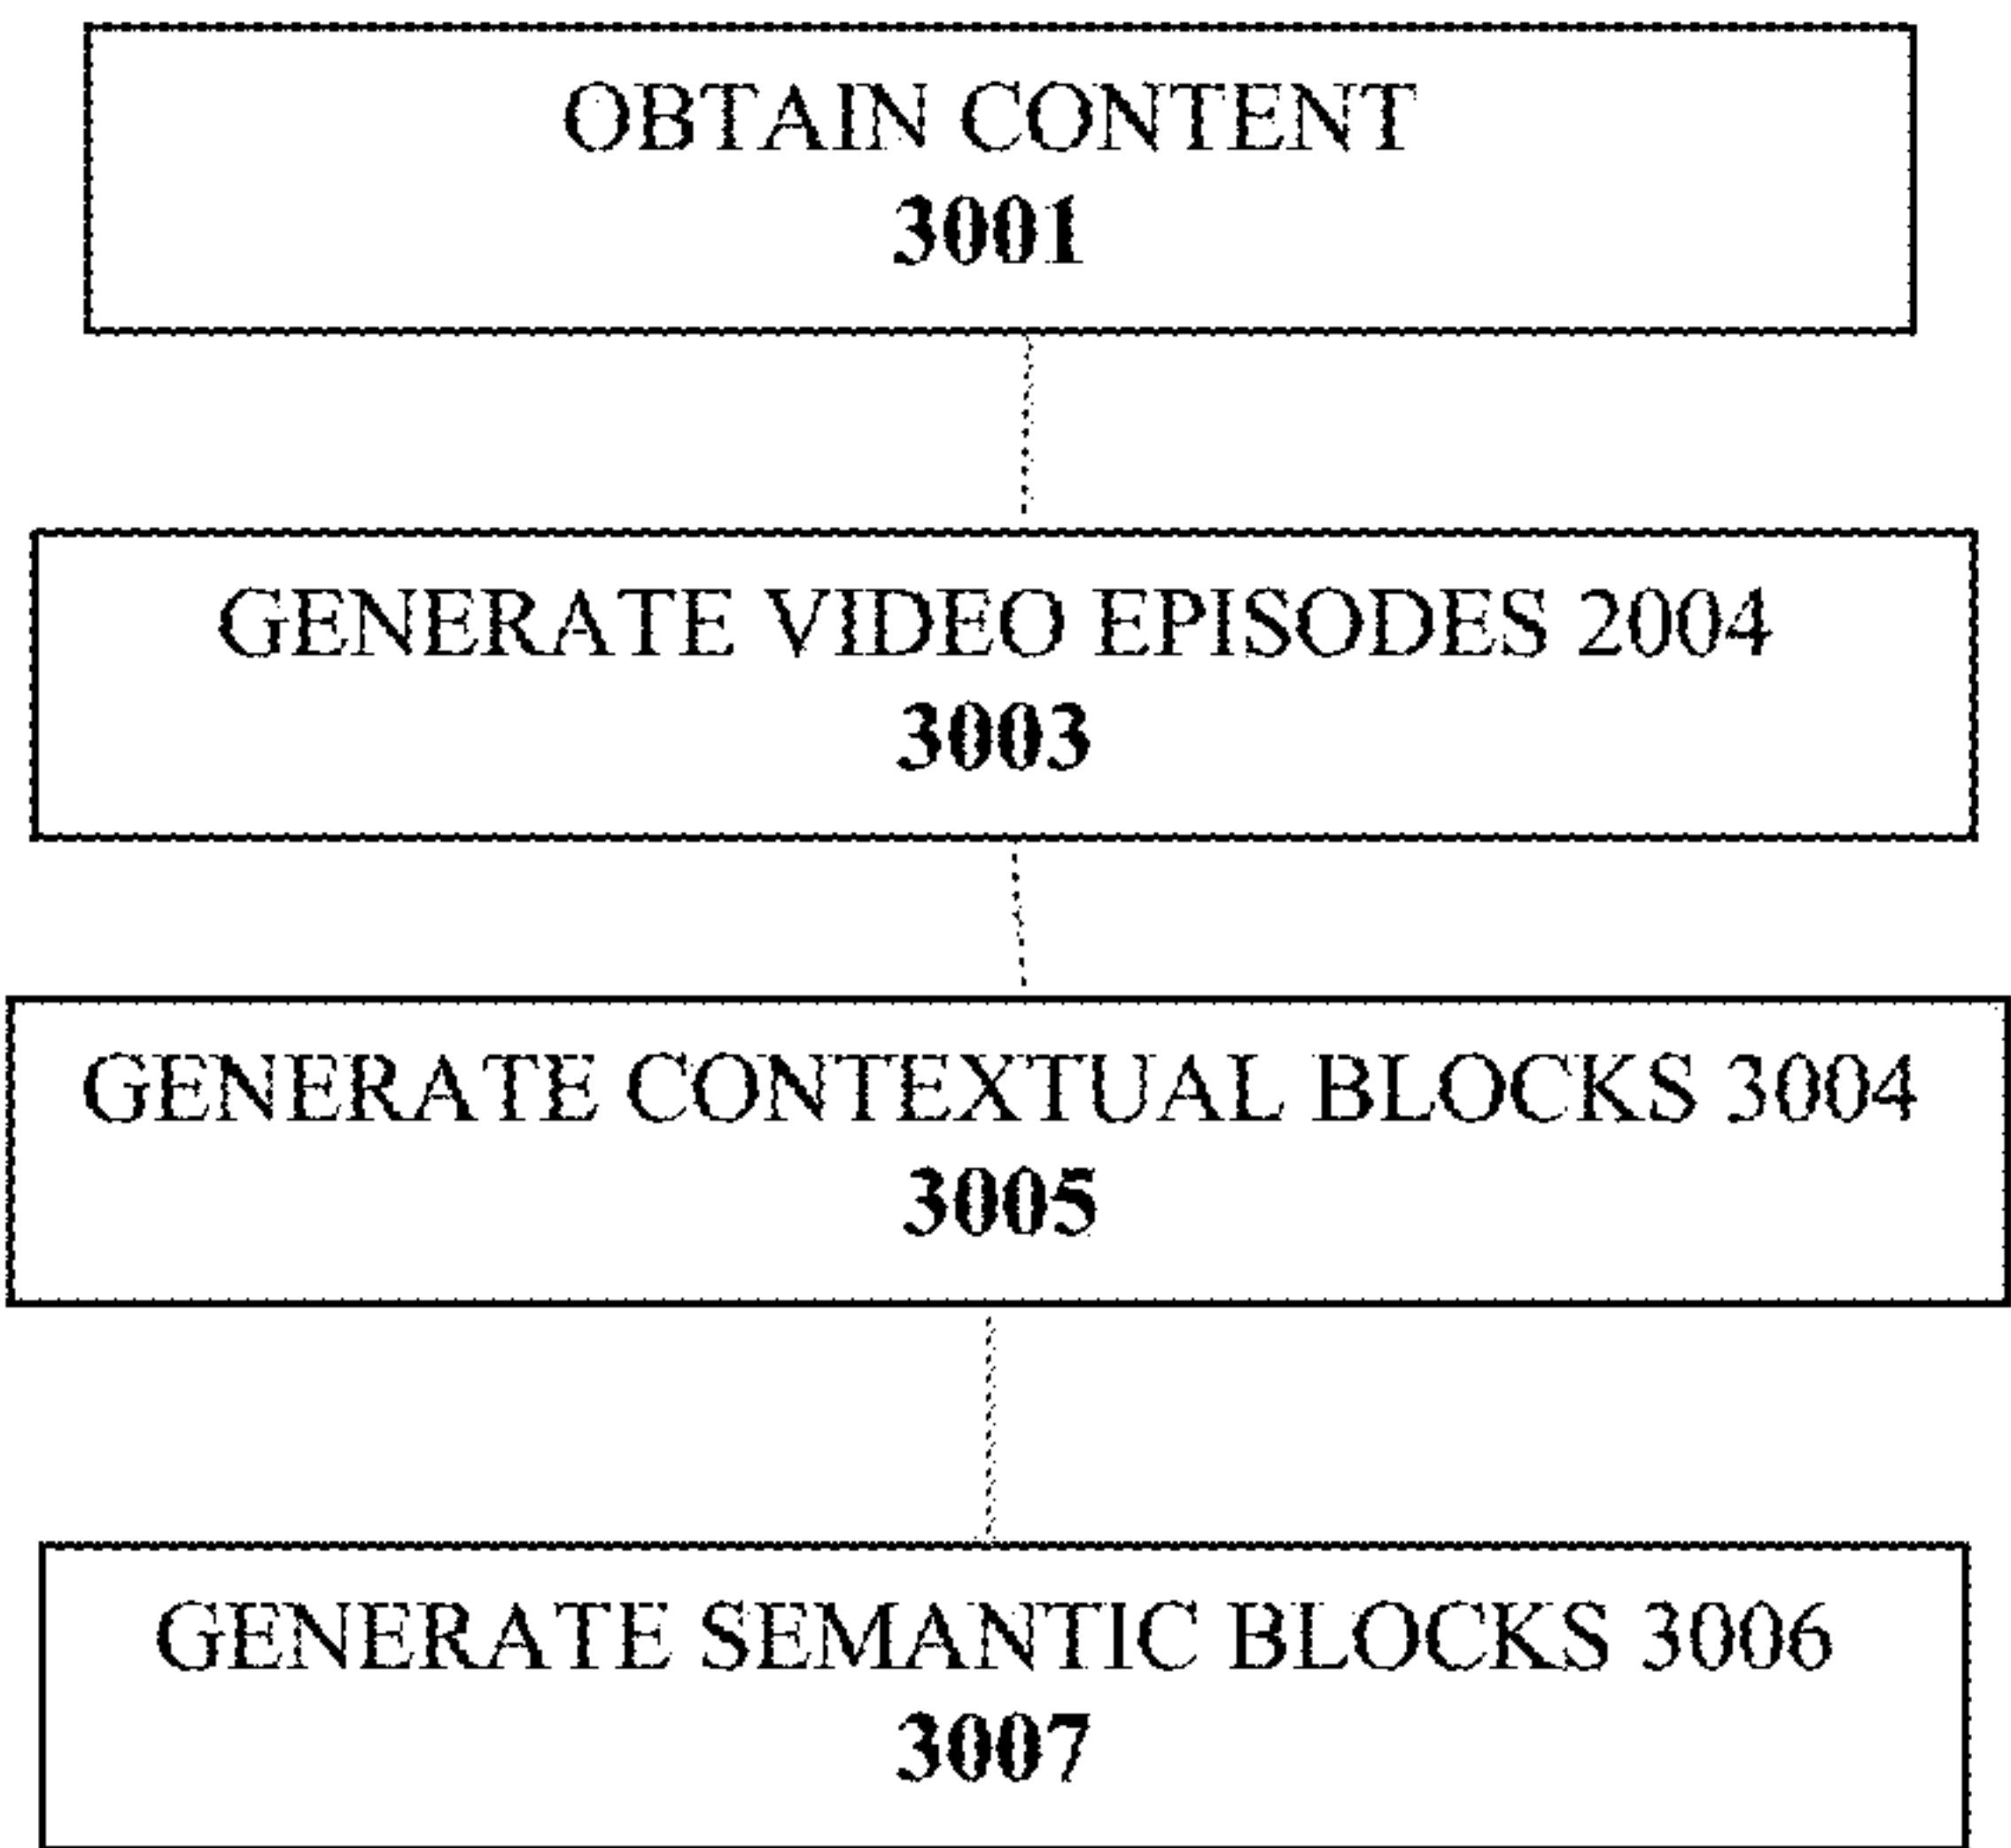 OBTAIN CONTENT
3001
GENERATE VIDEO EPISODES 2004
3003
GENERATE CONTEXTUAL BLOCKS 3004
3005
GENERATE SEMANTIC BLOCKS 3006
3007